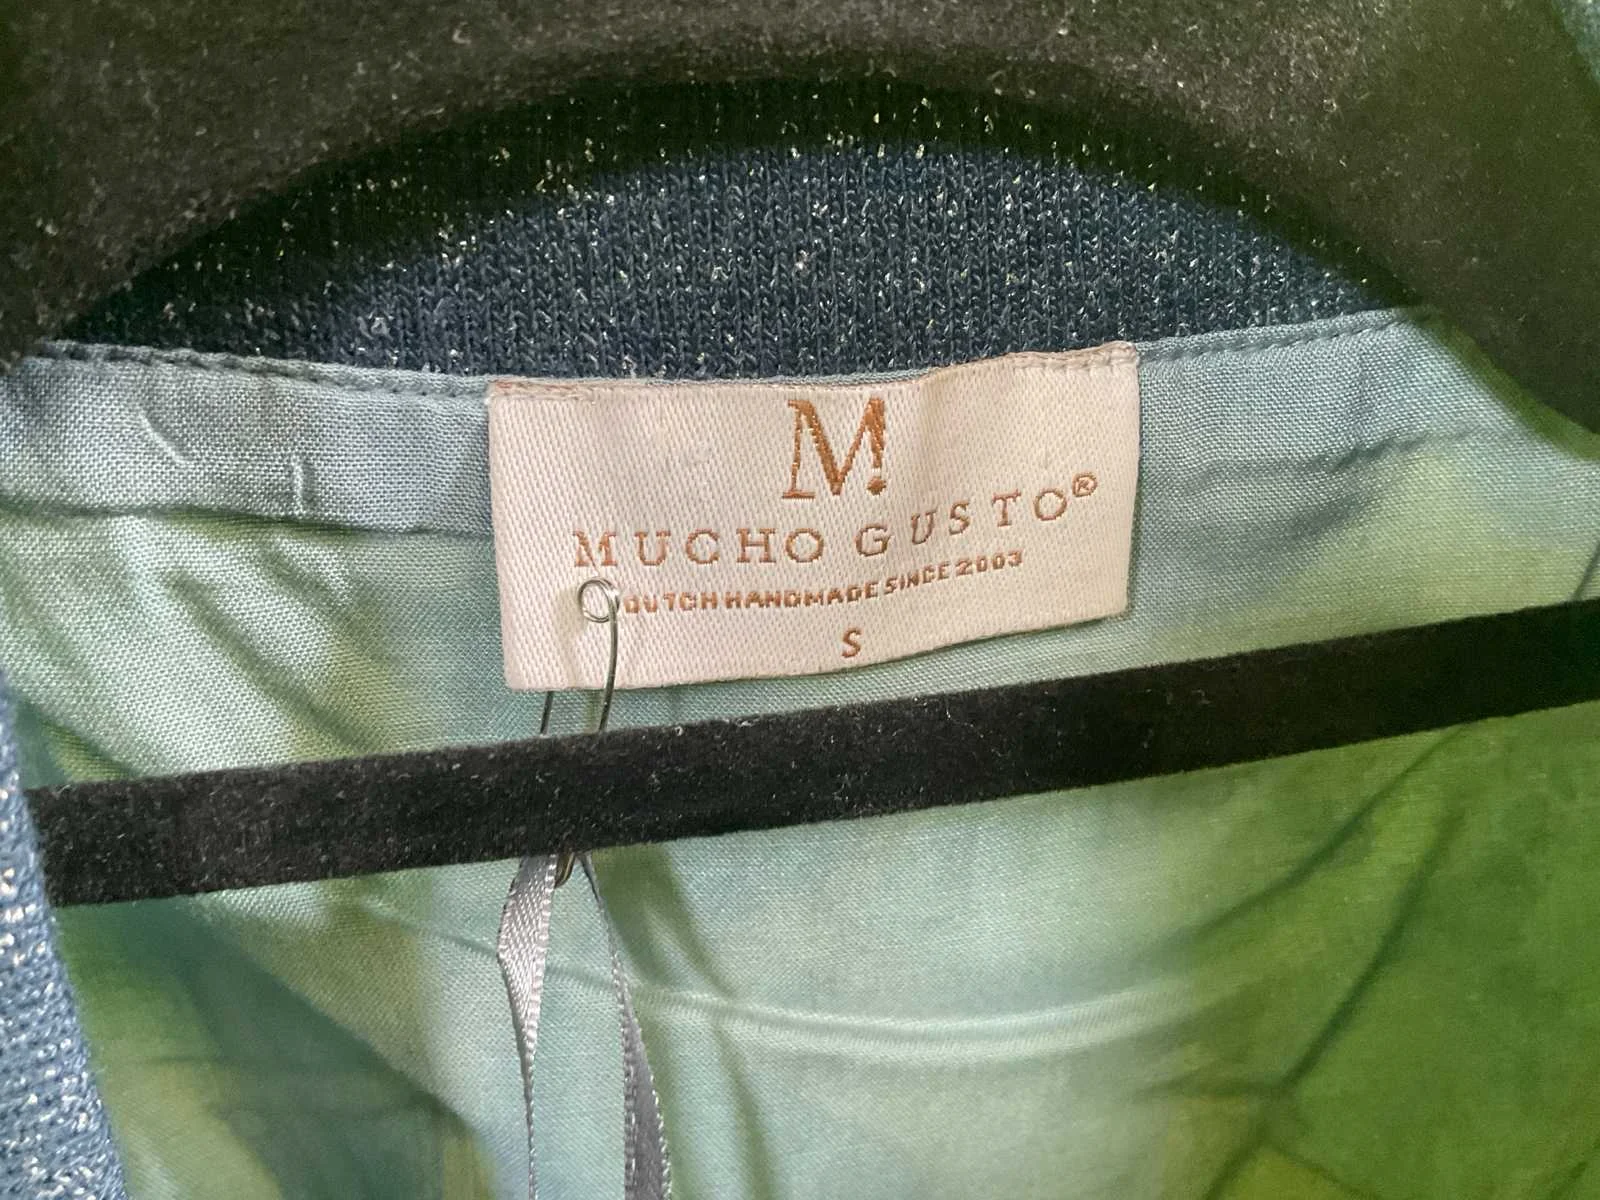 M.
MUCHO GUSTO®
DUTCH HANDMADE SINCE 2003
S